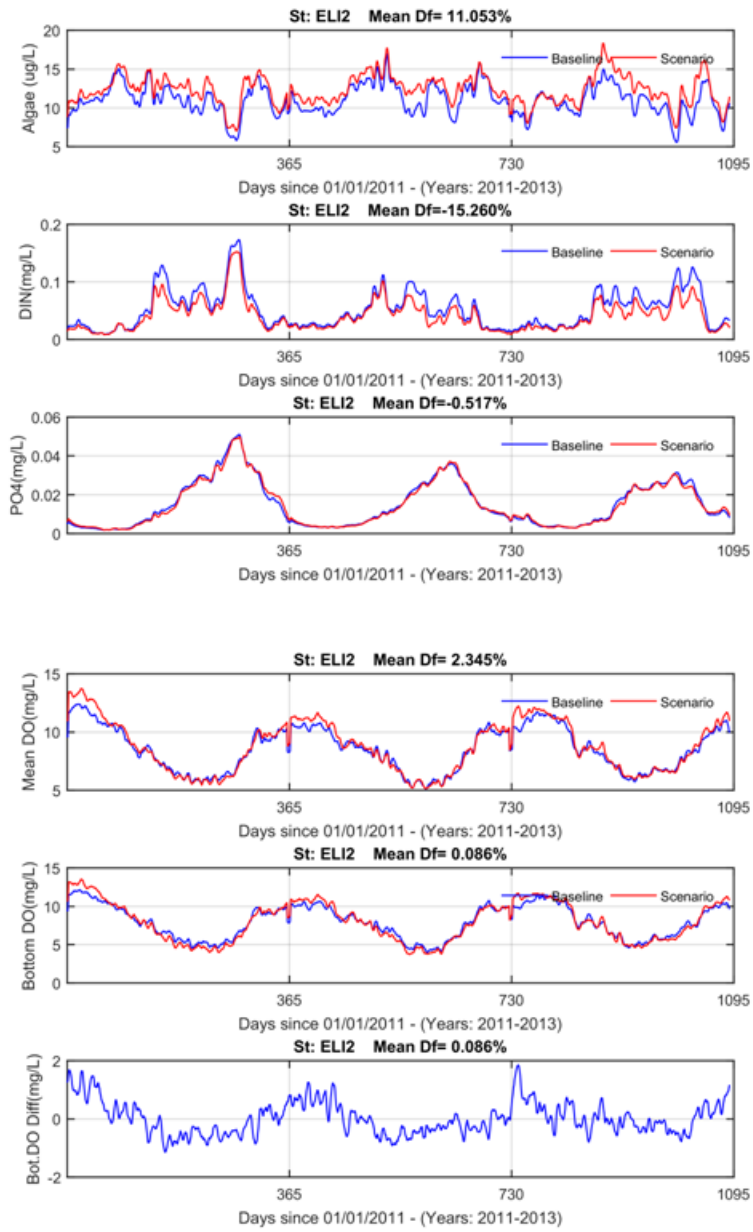 St: ELI2 Mean Df= 11.053%
20
15
10
5
Algae (ug/L)
Baseline Scenario
365 730 1095
Days since 01/01/2011 - (Years: 2011-2013)
St: ELI2 Mean Df=-15.260%
0.2
0.1
0
DIN(mg/L)
Baseline Scenario
365 730 1095
Days since 01/01/2011 - (Years: 2011-2013)
St: ELI2 Mean Df=-0.517%
0.06
0.04
0.02
0
PO4(mg/L)
Baseline Scenario
365 730 1095
Days since 01/01/2011 - (Years: 2011-2013)
St: ELI2 Mean Df= 2.345%
15
10
5
Mean DO(mg/L)
Baseline Scenario
365 730 1095
Days since 01/01/2011 - (Years: 2011-2013)
St: ELI2 Mean Df= 0.086%
15
10
5
0
Bottom DO(mg/L)
Baseline Scenario
365 730 1095
Days since 01/01/2011 - (Years: 2011-2013)
St: ELI2 Mean Df= 0.086%
2
0
-2
Bot.DO Diff(mg/L)
365 730 1095
Days since 01/01/2011 - (Years: 2011-2013)